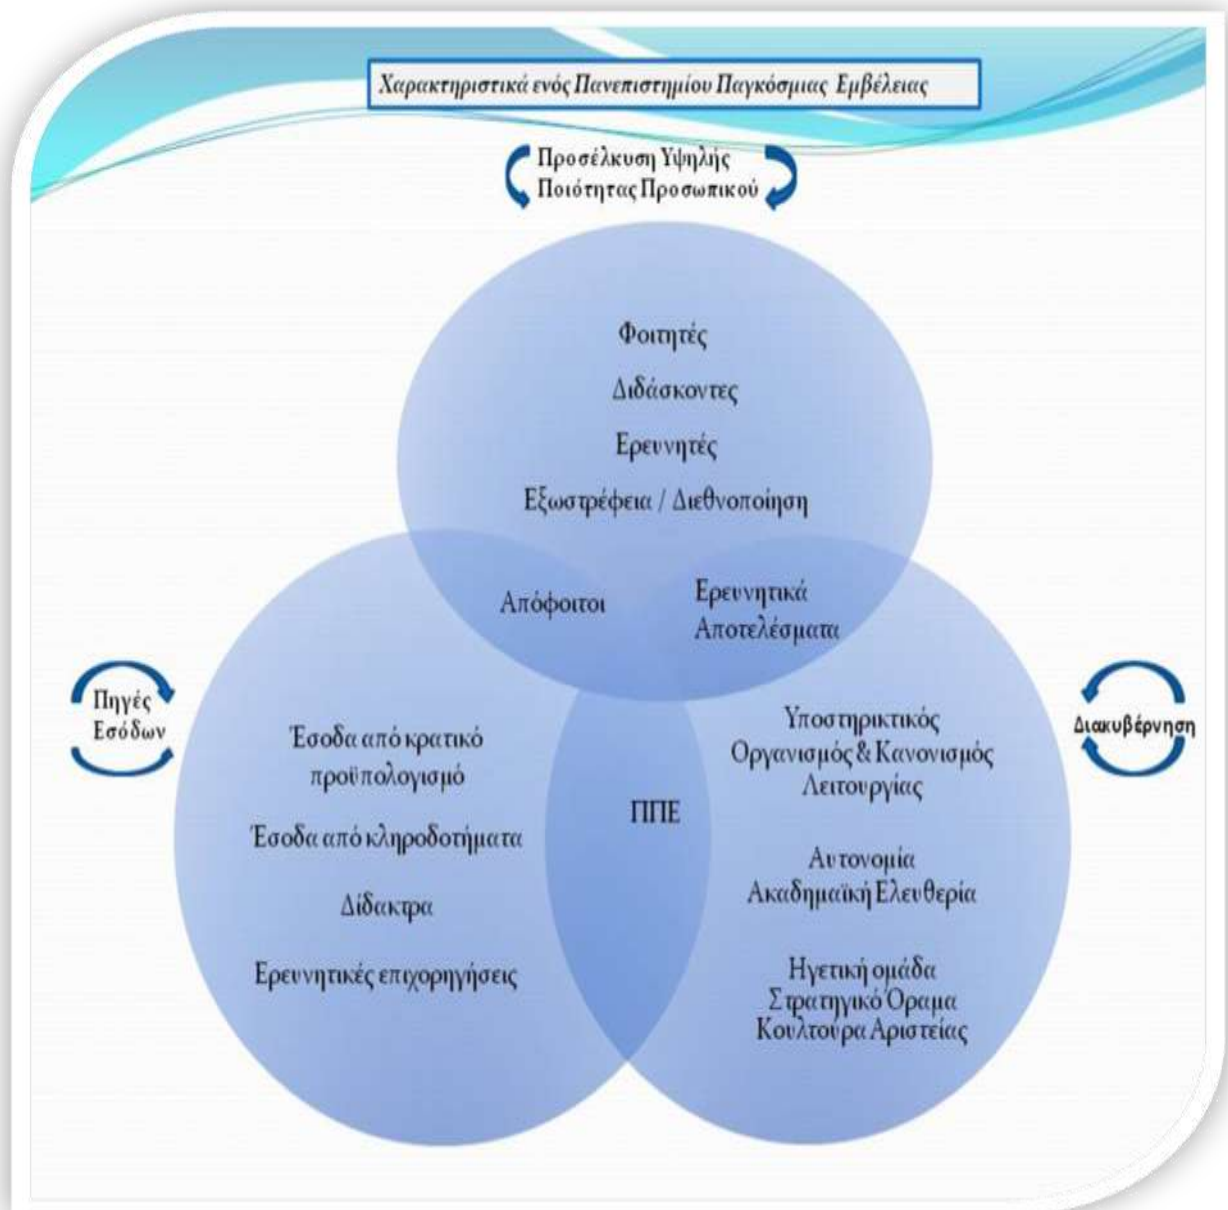 Χαρακτηριστικά ενός Πανεπιστημίου Παγκόσμιας Εμβέλειας
Προσέλκυση Υψηλής
Ποιότητας Προσωπικού
Φοιτητές
Διδάσκοντες
Ερευνητές
Εξωστρέφεια / Διεθνοποίηση
Απόφοιτοι
Ερευνητικά
Αποτελέσματα
Πηγές
Εσόδων
Έσοδα από κρατικό
προϋπολογισμό
Έσοδα από κληροδοτήματα
Δίδακτρα
Ερευνητικές επιχορηγήσεις
ΠΠΕ
Υποστηρικτικός
Οργανισμός & Κανονισμός
Λειτουργίας
Αυτονομία
Ακαδημαϊκή Ελευθερία
Ηγετική ομάδα
Στρατηγικό Όραμα
Κουλτούρα Αριστείας
Διακυβέρνηση